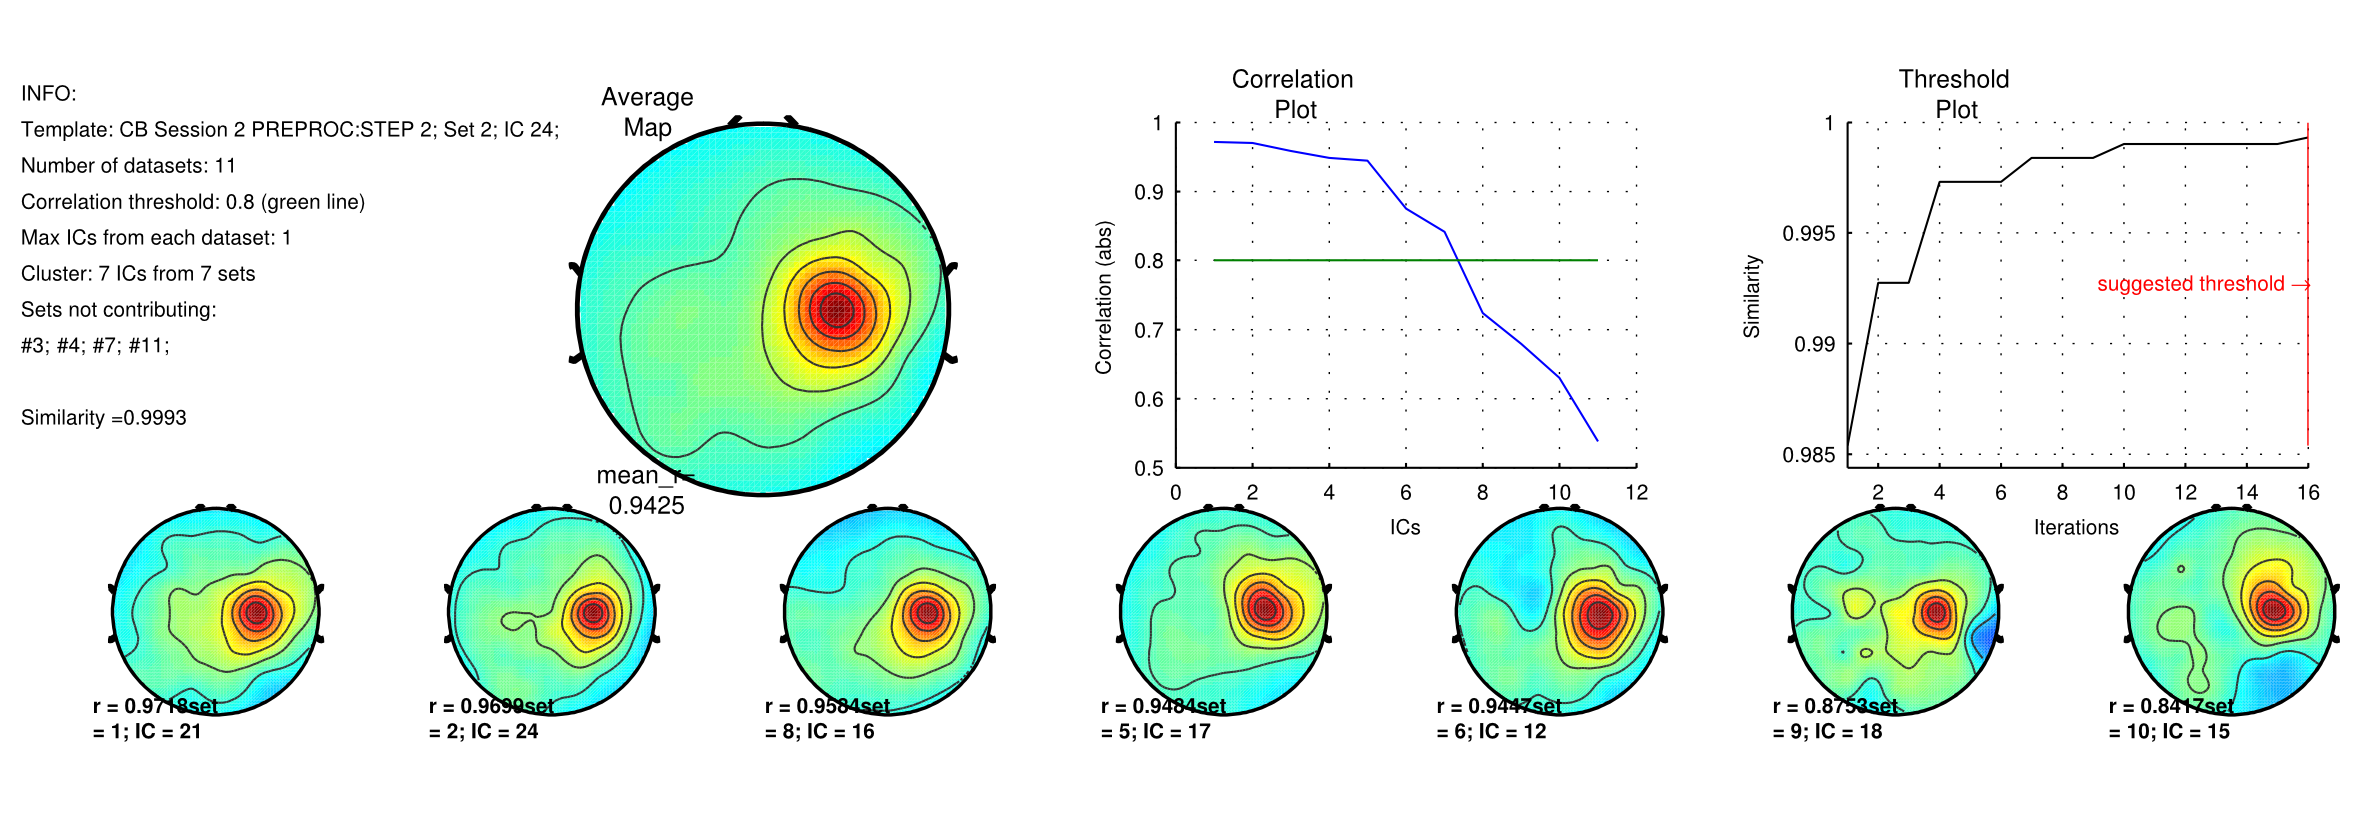 INFO:
Template: CB Session 2 PREPROC:STEP 2; Set 2; IC 24;
Number of datasets: 11
Correlation threshold: 0.8 (green line)
Max ICs from each dataset: 1
Cluster: 7 ICs from 7 sets
Sets not contributing:
#3; #4; #7; #11;
Similarity =0.9993
Average
Map
mean_r=
0.9425
Correlation
Plot
Correlation (abs)
1
0.9
0.8
0.7
0.6
0.5
0 2 4 6 8 10 12
ICs
Threshold
Plot
Similarity
1
0.995
0.99
0.985
suggested threshold →
2 4 6 8 10 12 14 16
Iterations
r = 0.9718set
= 1; IC = 21
r = 0.9699set
= 2; IC = 24
r = 0.9584set
= 8; IC = 16
r = 0.9484set
= 5; IC = 17
r = 0.9447set
= 6; IC = 12
r = 0.8753set
= 9; IC = 18
r = 0.8417set
= 10; IC = 15